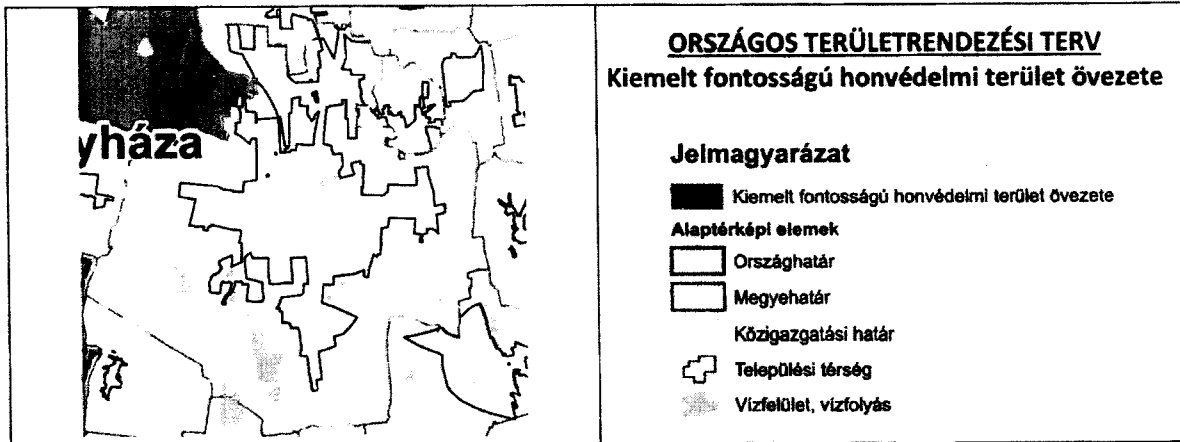 yháza
ORSZÁGOS TERÜLETRENDEZÉSI TERV
Kiemelt fontosságú honvédelmi terület övezete
Jelmagyarázat
Kiemelt fontosságú honvédelmi terület övezete
Alaptérképi elemek
Országhatár
Megyehatár
Közigazgatási határ
Települési térség
Vízfelület, vízfolyás